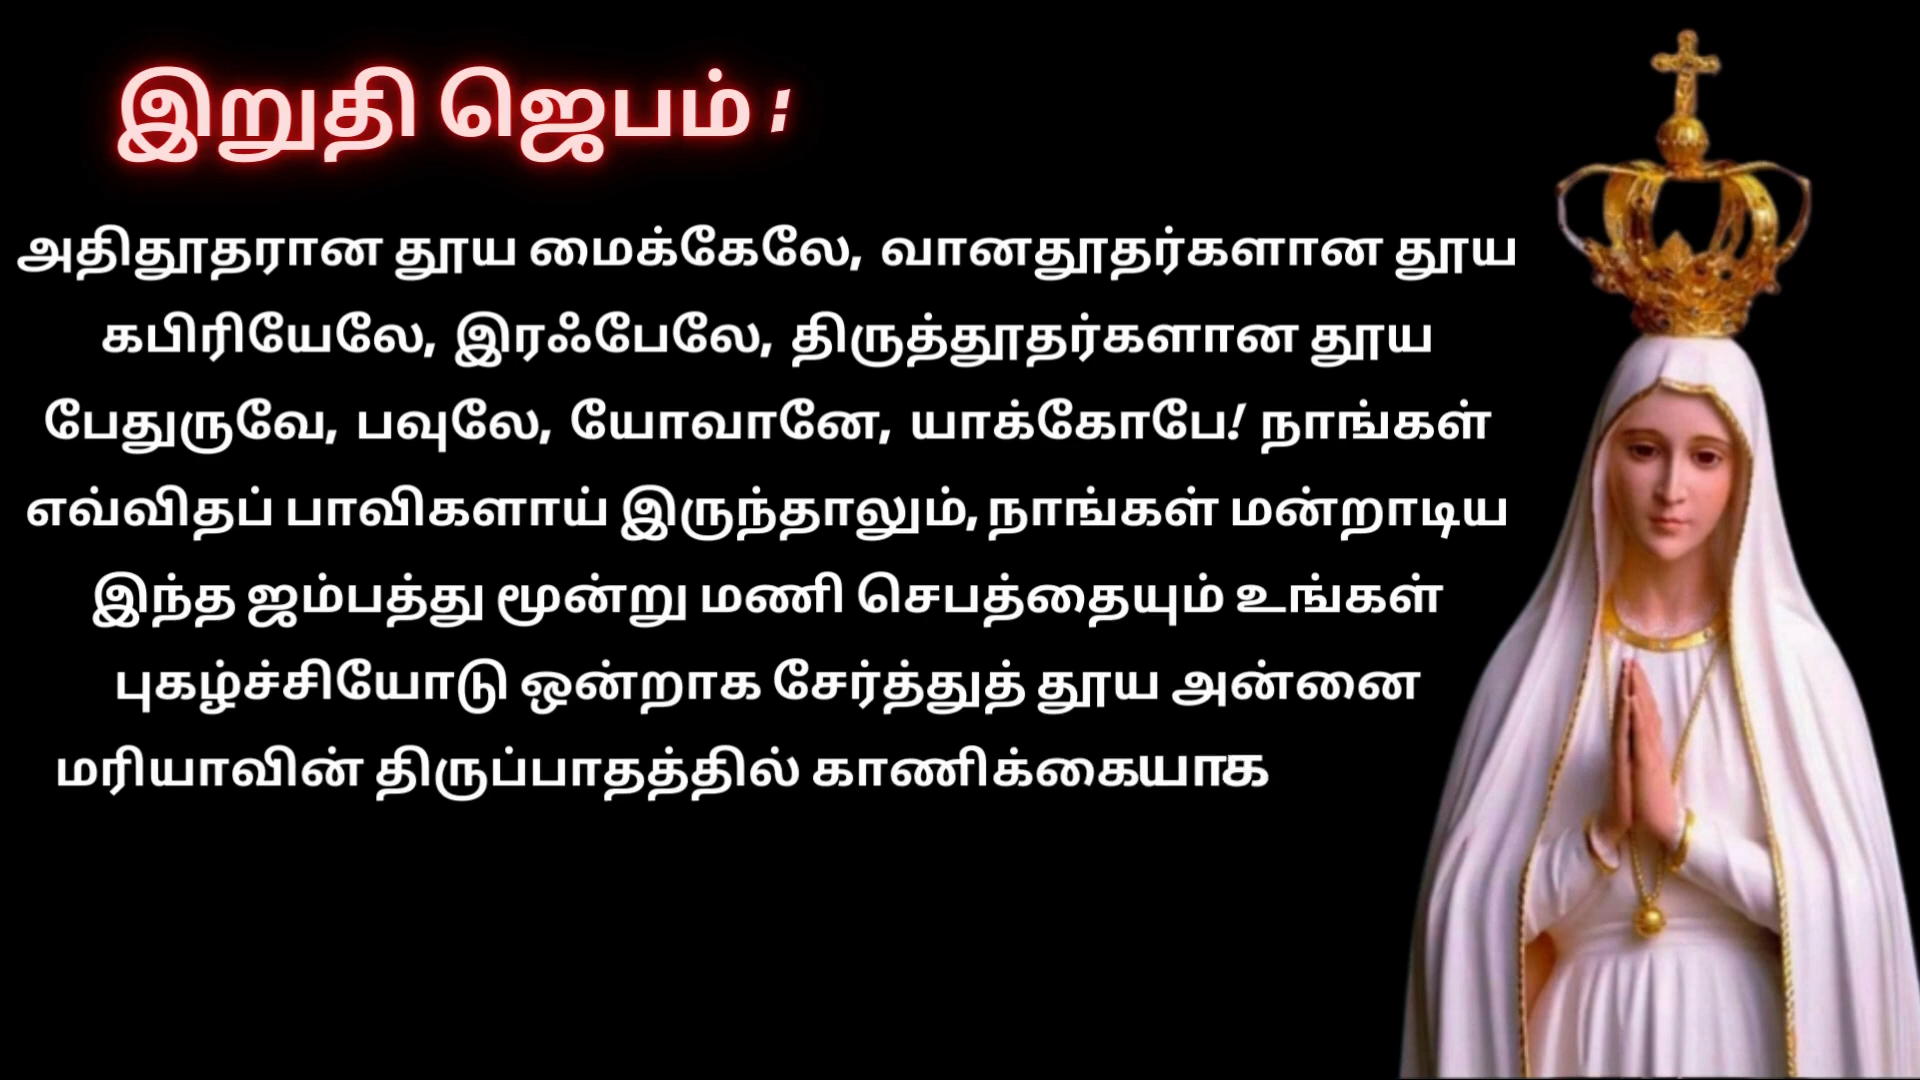 இறுதி ஜெபம் :
அதிதூதரான தூய மைக்கேலே, வானதூதர்களான தூய
கபிரியேலே, இரஃபேலே, திருத்தூதர்களான தூய
பேதுருவே, பவுலே, யோவானே, யாக்கோபே! நாங்கள்
எவ்விதப் பாவிகளாய் இருந்தாலும், நாங்கள் மன்றாடிய
இந்த ஜம்பத்து மூன்று மணி செபத்தையும் உங்கள்
புகழ்ச்சியோடு ஒன்றாக சேர்த்துத் தூய அன்னை
மரியாவின் திருப்பாதத்தில் காணிக்கையாக